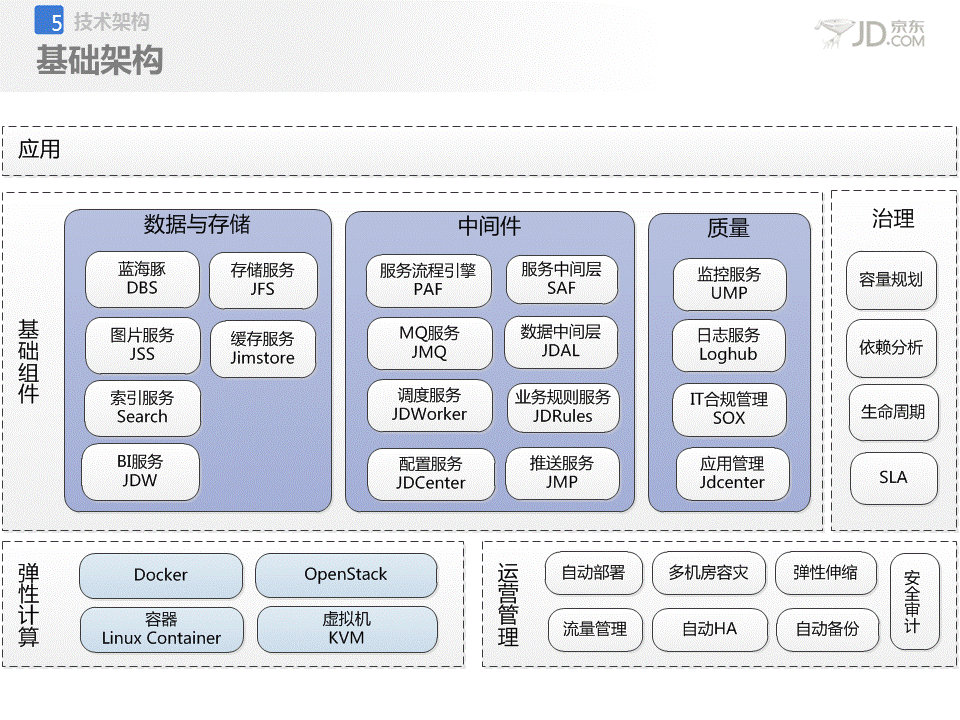 5 技术架构
基础架构
JD 京东
.COM
应用
基础组件
数据与存储
蓝海豚
DBS
存储服务
JFS
图片服务
JSS
缓存服务
Jimstore
索引服务
Search
BI服务
JDW
中间件
服务流程引擎
PAF
服务中间层
SAF
MQ服务
JMQ
数据中间层
JDAL
调度服务
JDWorker
业务规则服务
JDRules
配置服务
JDCenter
推送服务
JMP
质量
监控服务
UMP
日志服务
Loghub
IT合规管理
SOX
应用管理
Jdcenter
治理
容量规划
依赖分析
生命周期
SLA
弹性计算
Docker
OpenStack
容器
Linux Container
虚拟机
KVM
运营管理
自动部署
多机房容灾
弹性伸缩
流量管理
自动HA
自动备份
安全审计